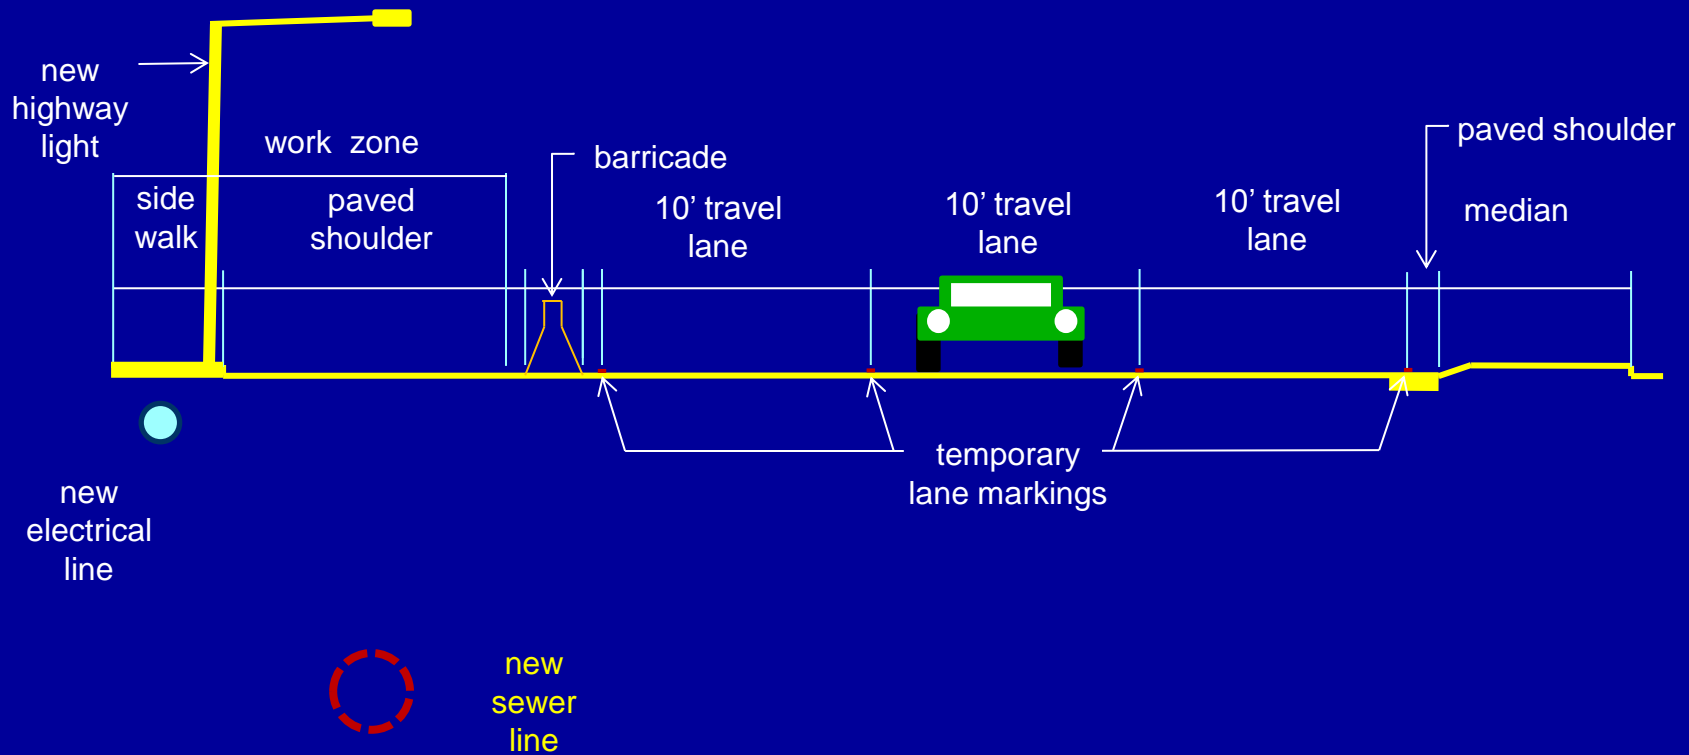 new
highway
light
work zone
barricade
paved shoulder
side
walk
paved
shoulder
10’ travel
lane
10’ travel
lane
10’ travel
lane
median
temporary
lane markings
new
electrical
line
new
sewer
line